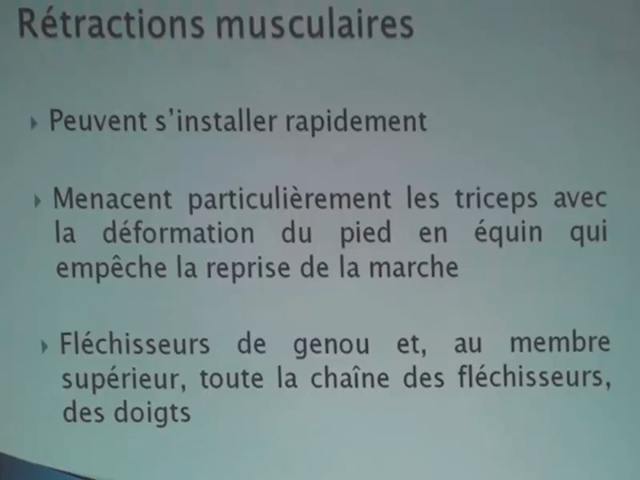 Rétractions musculaires
Peuvent s'installer rapidement
Menacent particulièrement les triceps avec
la déformation du pied en équin qui
empêche la reprise de la marche
Fléchisseurs de genou et, au membre
supérieur, toute la chaîne des fléchisseurs,
des doigts